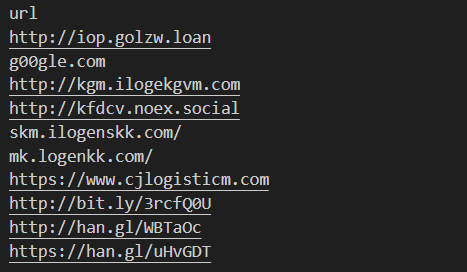 url
http://iop.golzw.loan
g00gle.com
http://kgm.ilogekgvm.com
http://kfdcv.noex.social
skm.ilogenskk.com/
mk.logenkk.com/
https://www.cjlogisticm.com
http://bit.ly/3rcfQ0U
http://han.gl/WBTaOc
https://han.gl/uHvGDT